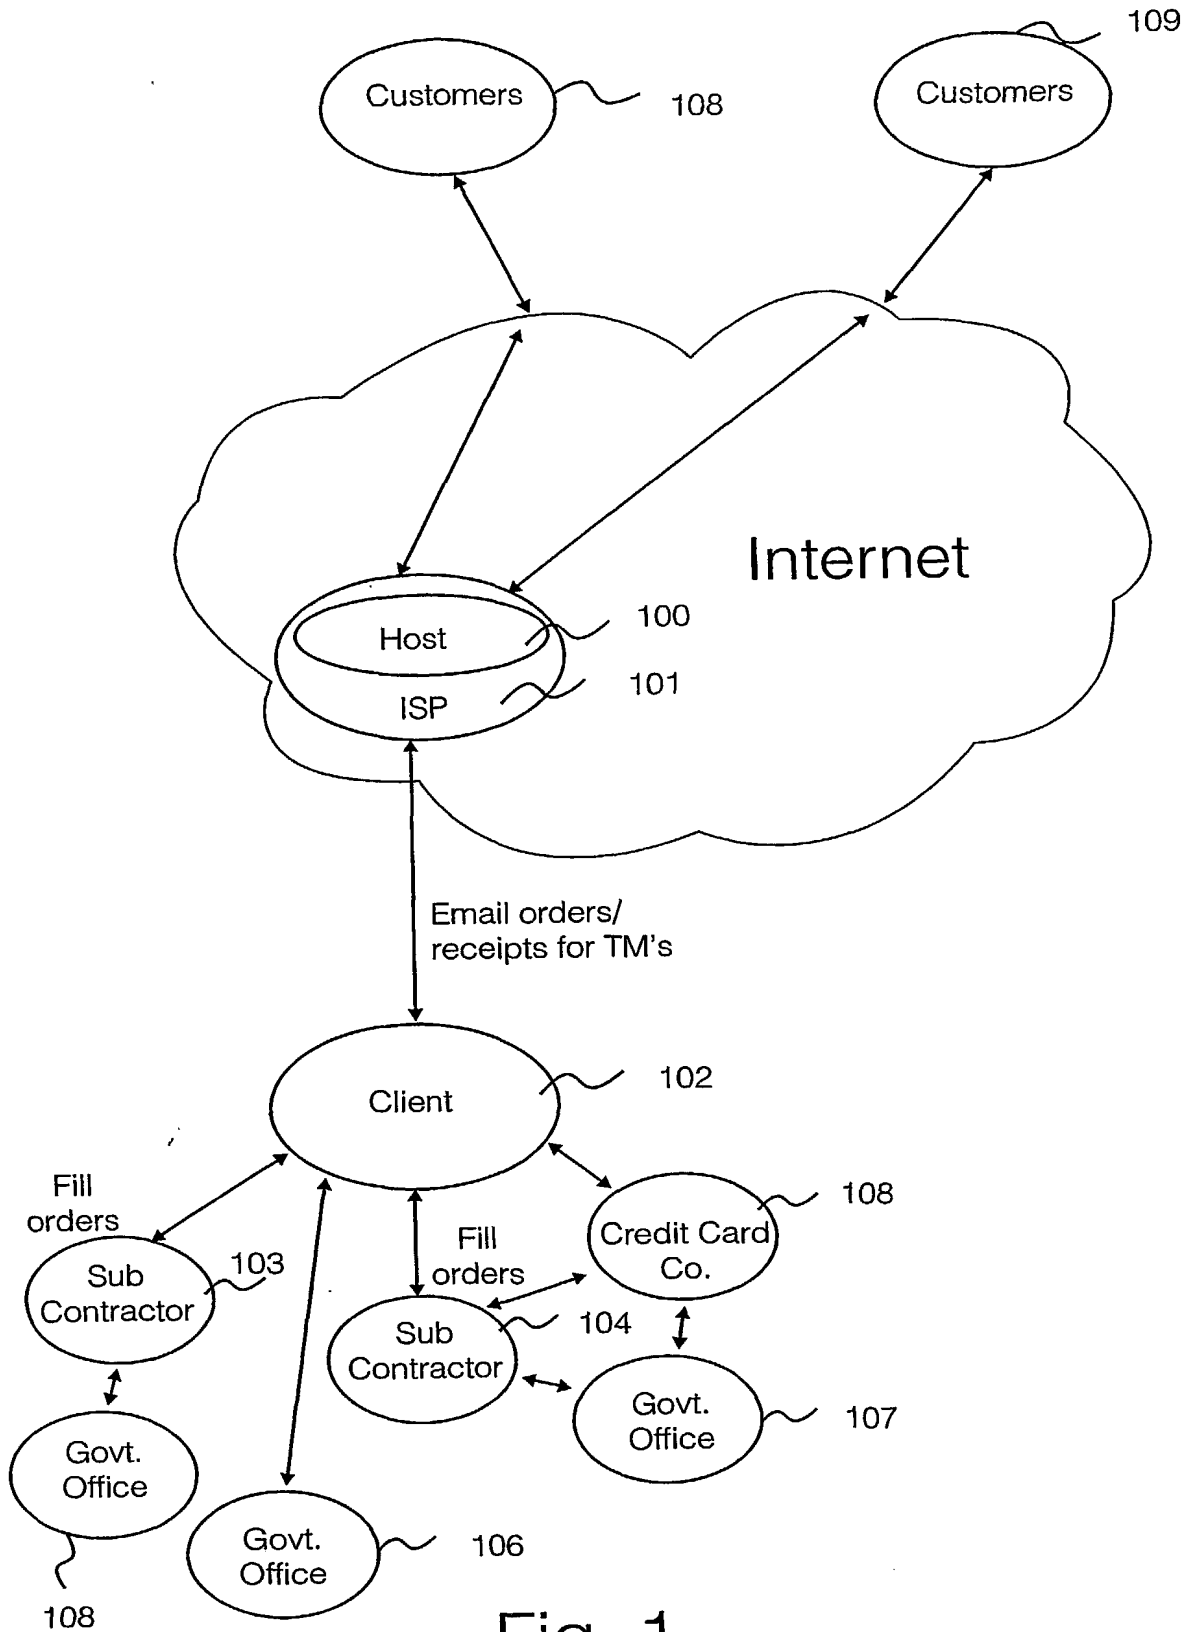 109
Customers
108
Customers
Internet
100
Host
101
ISP
Email orders/
receipts for TM's
102
Client
Fill
orders
108
Credit Card
Co.
Fill
orders
103
Sub
Contractor
104
Sub
Contractor
Govt.
Office
107
Govt.
Office
108
Govt.
Office
106
Fig. 1